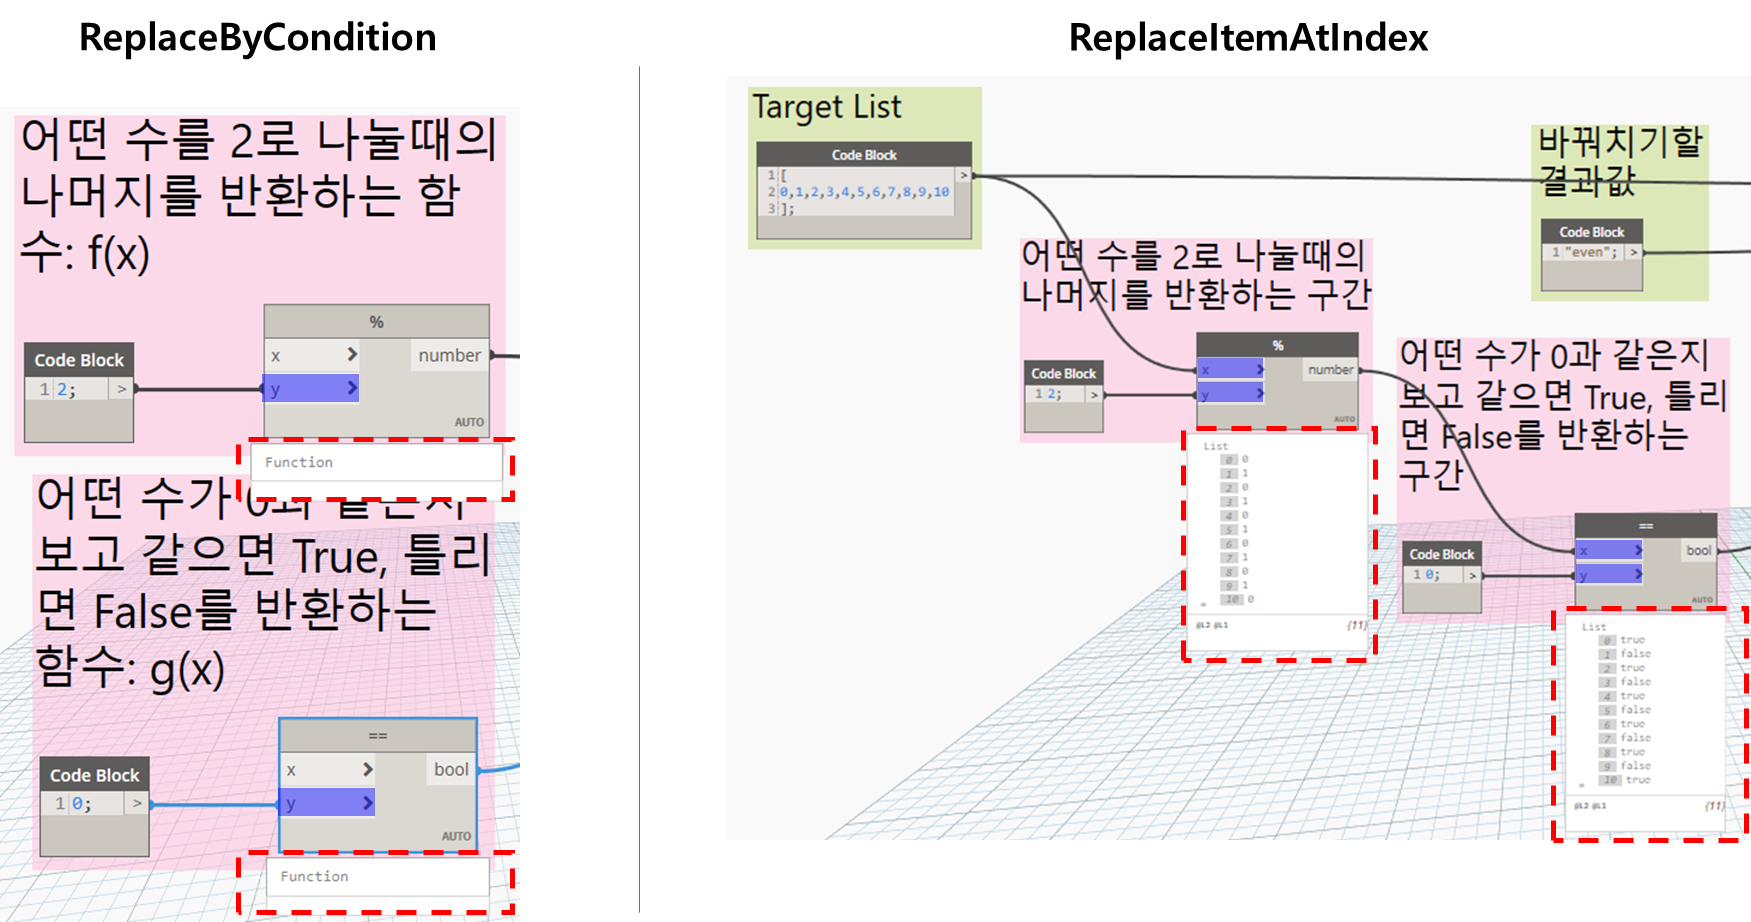 ReplaceByCondition
어떤 수를 2로 나눌때의
나머지를 반환하는 함
수: f(x)
%
x >
number
y >
AUTO
Code Block
1 2; >
Function
어떤 수가 0과 같은지
보고 같으면 True, 틀리
면 False를 반환하는
함수: g(x)
==
x >
bool
y >
AUTO
Code Block
1 0; >
Function
ReplaceItemAtIndex
Target List
Code Block
1 [ >
2 0,1,2,3,4,5,6,7,8,9,10
3 ];
바꿔치기할
결과값
Code Block
1 "even"; >
어떤 수를 2로 나눌때의
나머지를 반환하는 구간
Code Block
1 2; >
%
x >
number
y >
AUTO
List
0 0
1 1
2 0
3 1
4 0
5 1
6 0
7 1
8 0
9 1
10 0
@L2 @L1 {11}
어떤 수가 0과 같은지
보고 같으면 True, 틀리
면 False를 반환하는
구간
Code Block
1 0; >
==
x >
bool
y >
AUTO
List
0 true
1 false
2 true
3 false
4 true
5 false
6 true
7 false
8 true
9 false
10 true
@L2 @L1 {11}